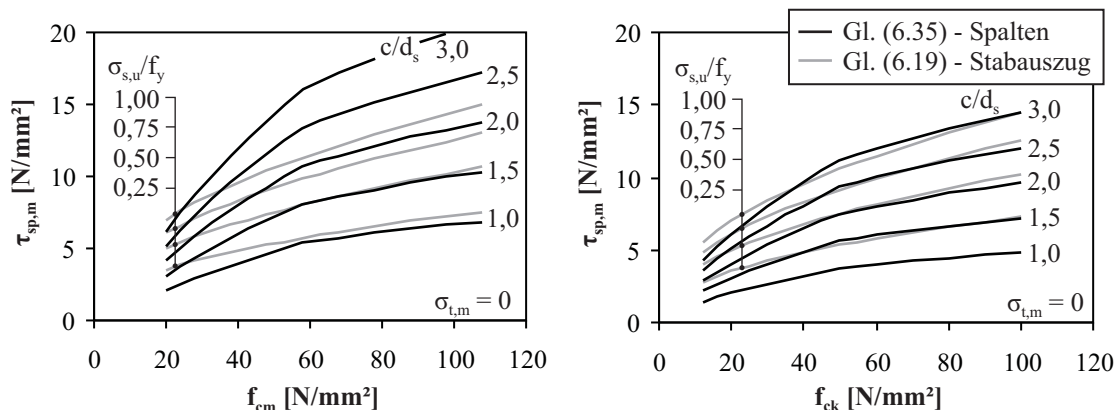 20
15
10
5
0
τsp,m [N/mm²]
σs,u/fy
1,00
0,75
0,50
0,25
c/ds
3,0
2,5
2,0
1,5
1,0
σt,m = 0
0 20 40 60 80 100 120
fcm [N/mm²]
Gl. (6.35) - Spalten
Gl. (6.19) - Stabauszug
20
15
10
5
0
τsp,m [N/mm²]
σs,u/fy
1,00
0,75
0,50
0,25
c/ds
3,0
2,5
2,0
1,5
1,0
σt,m = 0
0 20 40 60 80 100 120
fck [N/mm²]